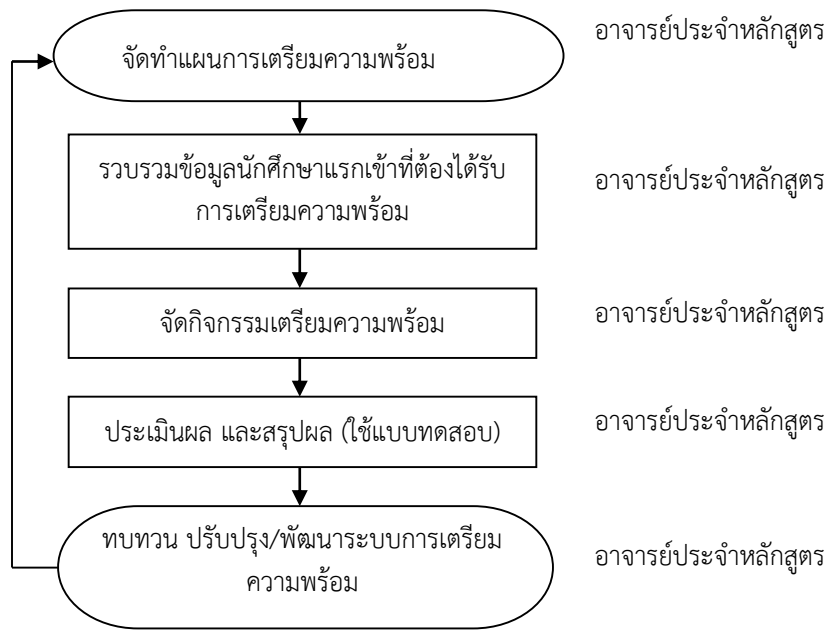 จัดทำแผนการเตรียมความพร้อม
อาจารย์ประจำหลักสูตร
รวบรวมข้อมูลนักศึกษาแรกเข้าที่ต้องได้รับ
การเตรียมความพร้อม
อาจารย์ประจำหลักสูตร
จัดกิจกรรมเตรียมความพร้อม
อาจารย์ประจำหลักสูตร
ประเมินผล และสรุปผล (ใช้แบบทดสอบ)
อาจารย์ประจำหลักสูตร
ทบทวน ปรับปรุง/พัฒนาระบบการเตรียม
ความพร้อม
อาจารย์ประจำหลักสูตร